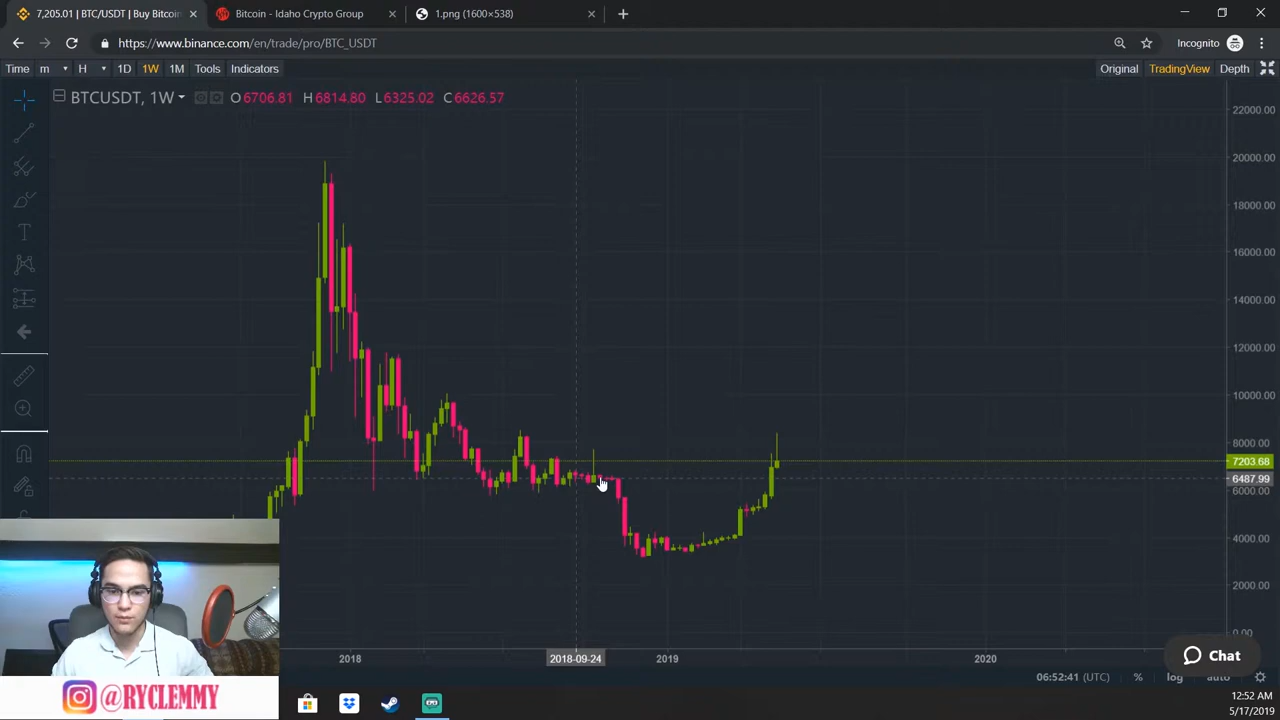 7,205.01 | BTC/USDT | Buy Bitcoin
Bitcoin - Idaho Crypto Group
1.png (1600×538)
https://www.binance.com/en/trade/pro/BTC_USDT
Incognito
Time m H 1D 1W 1M Tools Indicators
Original TradingView Depth
BTCUSDT, 1W O6706.81 H6814.80 L6325.02 C6626.57
22000.00
20000.00
18000.00
16000.00
14000.00
12000.00
10000.00
8000.00
7203.68
6487.99
6000.00
4000.00
2000.00
0.00
2018 2018-09-24 2019 2020
Chat
06:52:41 (UTC) % log auto
@RYCLEMMY
12:52 AM
5/17/2019